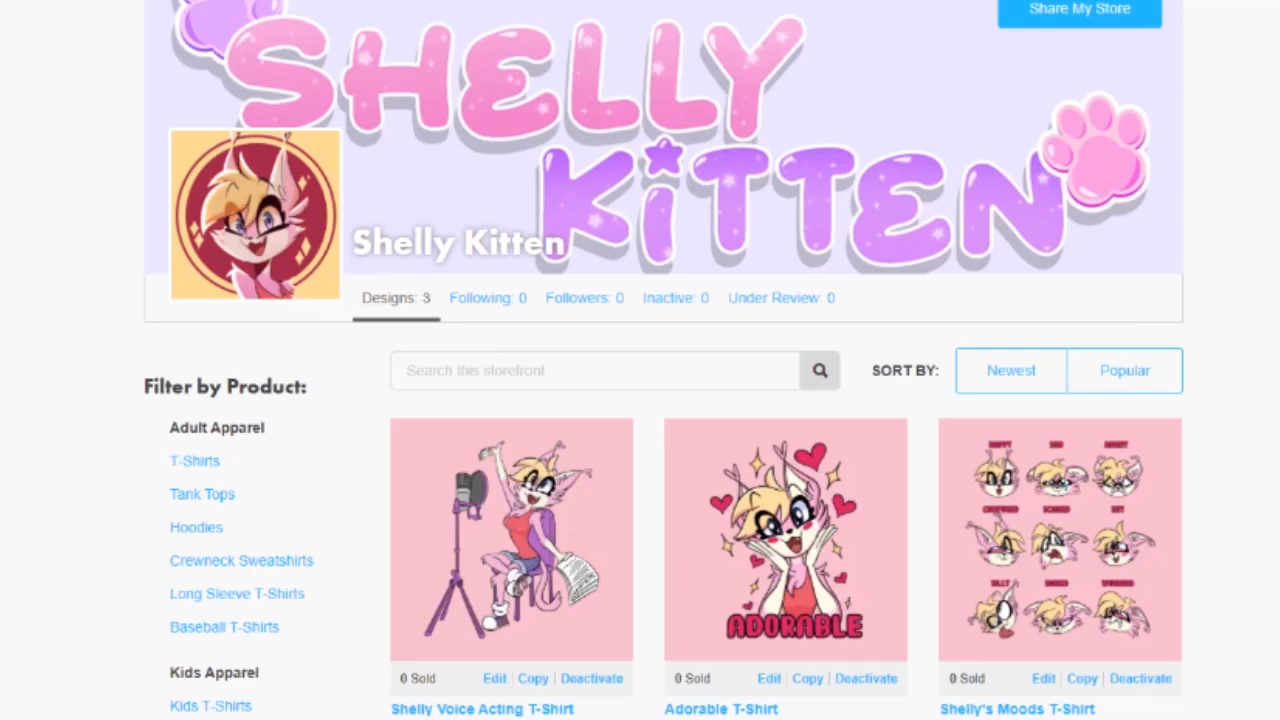 Share My Store
SHELLY
KiTTEN
Shelly Kitten
Designs: 3 Following: 0 Followers: 0 Inactive: 0 Under Review: 0
Search this storefront
SORT BY: Newest Popular
Filter by Product:
Adult Apparel
T-Shirts
Tank Tops
Hoodies
Crewneck Sweatshirts
Long Sleeve T-Shirts
Baseball T-Shirts
Kids Apparel
Kids T-Shirts
ADORABLE
HAPPY SAD
SILLY
0 Sold Edit | Copy | Deactivate
Shelly Voice Acting T-Shirt
0 Sold Edit | Copy | Deactivate
Adorable T-Shirt
0 Sold Edit | Copy | Deactivate
Shelly's Moods T-Shirt